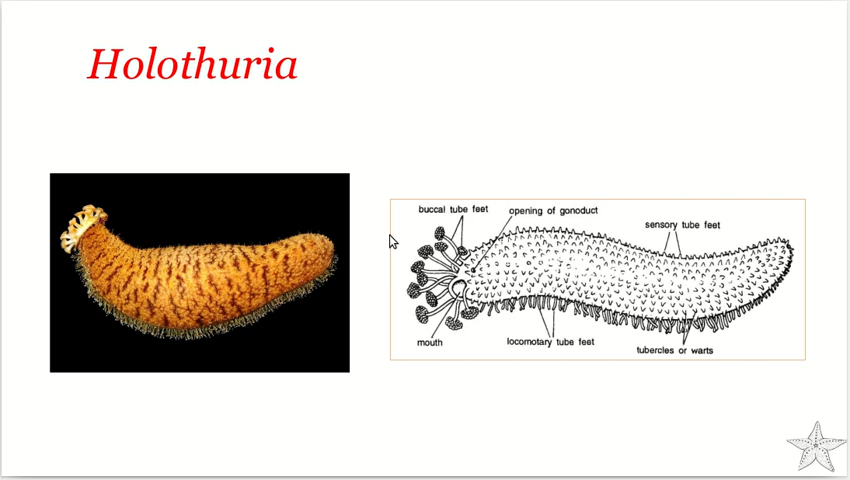 Holothuria
buccal tube feet
opening of gonoduct
sensory tube feet
mouth
locomotary tube feet
tubercles or warts